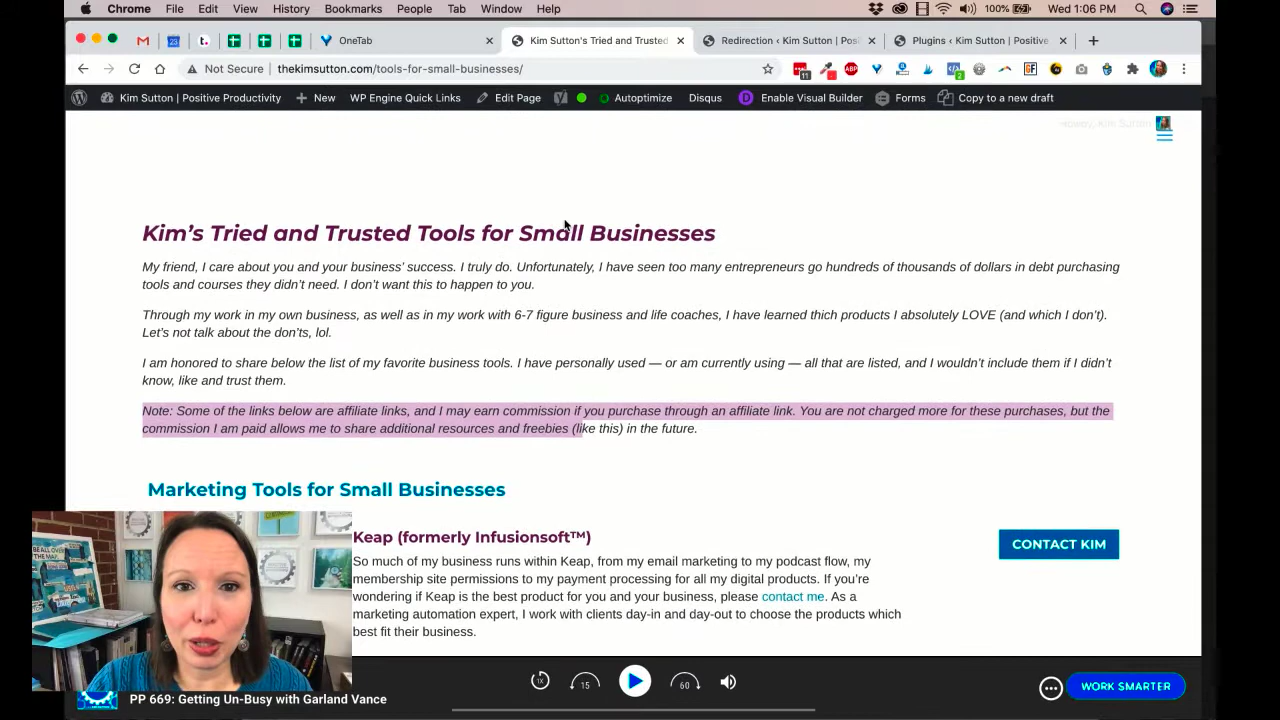 Chrome File Edit View History Bookmarks People Tab Window Help 100% Wed 1:06 PM
OneTab Kim Sutton's Tried and Trusted Redirection ‹ Kim Sutton | Posi Plugins ‹ Kim Sutton | Positive
Not Secure thekimsutton.com/tools-for-small-businesses/
Kim Sutton | Positive Productivity New WP Engine Quick Links Edit Page Autoptimize Disqus Enable Visual Builder Forms Copy to a new draft
Howdy, Kim Sutton
Kim's Tried and Trusted Tools for Small Businesses
My friend, I care about you and your business' success. I truly do. Unfortunately, I have seen too many entrepreneurs go hundreds of thousands of dollars in debt purchasing
tools and courses they didn't need. I don't want this to happen to you.
Through my work in my own business, as well as in my work with 6-7 figure business and life coaches, I have learned thich products I absolutely LOVE (and which I don't).
Let's not talk about the don'ts, lol.
I am honored to share below the list of my favorite business tools. I have personally used — or am currently using — all that are listed, and I wouldn't include them if I didn't
know, like and trust them.
Note: Some of the links below are affiliate links, and I may earn commission if you purchase through an affiliate link. You are not charged more for these purchases, but the
commission I am paid allows me to share additional resources and freebies (like this) in the future.
Marketing Tools for Small Businesses
Keap (formerly Infusionsoft™)
So much of my business runs within Keap, from my email marketing to my podcast flow, my
membership site permissions to my payment processing for all my digital products. If you're
wondering if Keap is the best product for you and your business, please contact me. As a
marketing automation expert, I work with clients day-in and day-out to choose the products which
best fit their business.
CONTACT KIM
PP 669: Getting Un-Busy with Garland Vance
1X 15 60
WORK SMARTER